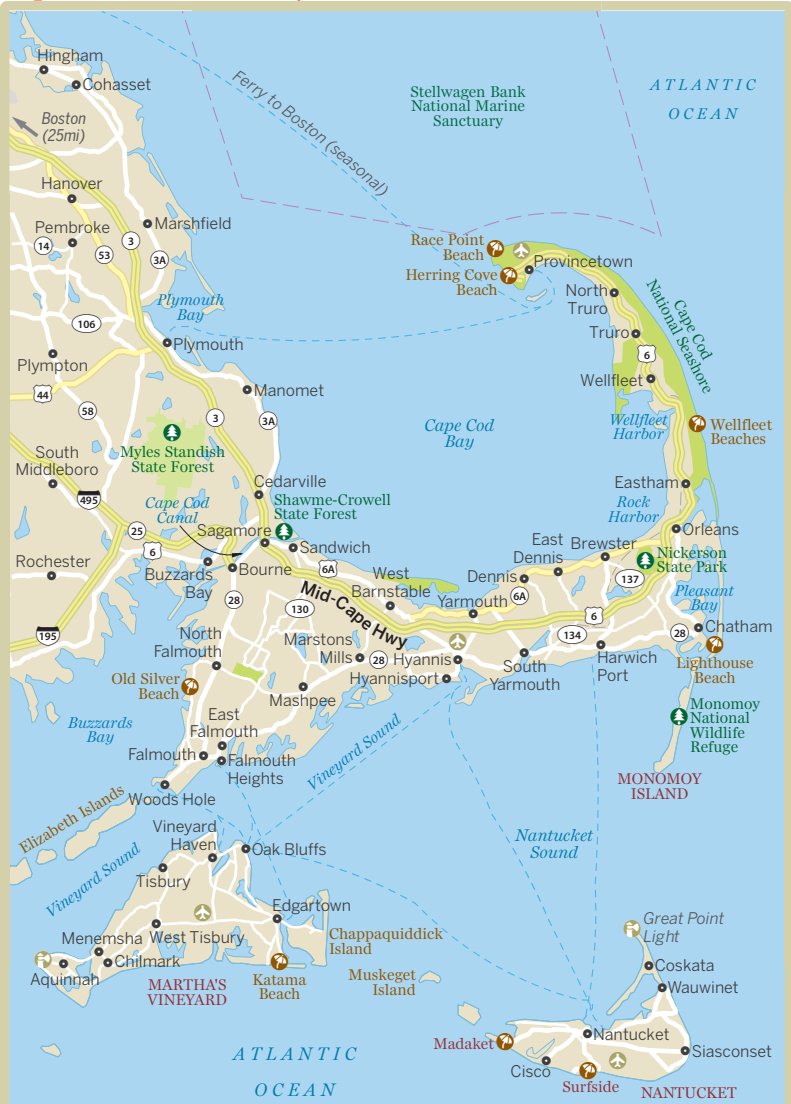 Hingham
Cohasset
Boston
(25mi)
Ferry to Boston (seasonal)
Stellwagen Bank
National Marine
Sanctuary
ATLANTIC
OCEAN
Hanover
Pembroke
Marshfield
14
53
3
3A
Race Point
Beach
Herring Cove
Beach
Provincetown
North
Truro
Truro
6
Wellfleet
Cape Cod
National Seashore
Plymouth
Bay
106
Plymouth
Plympton
44
58
Manomet
3
3A
Myles Standish
State Forest
South
Middleboro
495
Cape Cod
Bay
Wellfleet
Harbor
Wellfleet
Beaches
Eastham
Rock
Harbor
Orleans
Cedarville
Shawme-Crowell
State Forest
Cape Cod
Canal
Sagamore
Sandwich
25
6
Rochester
Buzzards
Bay
Bourne
6A
28
130
Mid-Cape Hwy
West
Barnstable
East
Dennis
Brewster
Dennis
6A
Yarmouth
Nickerson
State Park
137
Pleasant
Bay
6
134
28
Chatham
Lighthouse
Beach
195
North
Falmouth
Marstons
Mills
28
Hyannis
Hyannisport
South
Yarmouth
Harwich
Port
Old Silver
Beach
Mashpee
Monomoy
National
Wildlife
Refuge
MONOMOY
ISLAND
Buzzards
Bay
East
Falmouth
Falmouth
Falmouth
Heights
Vineyard Sound
Woods Hole
Elizabeth Islands
Vineyard
Haven
Oak Bluffs
Nantucket
Sound
Vineyard Sound
Tisbury
Edgartown
Chappaquiddick
Island
Menemsha
West Tisbury
Chilmark
Aquinnah
MARTHA'S
VINEYARD
Katama
Beach
Muskeget
Island
Great Point
Light
Coskata
Wauwinet
Madaket
Nantucket
Siasconset
Cisco
Surfside
NANTUCKET
ATLANTIC
OCEAN